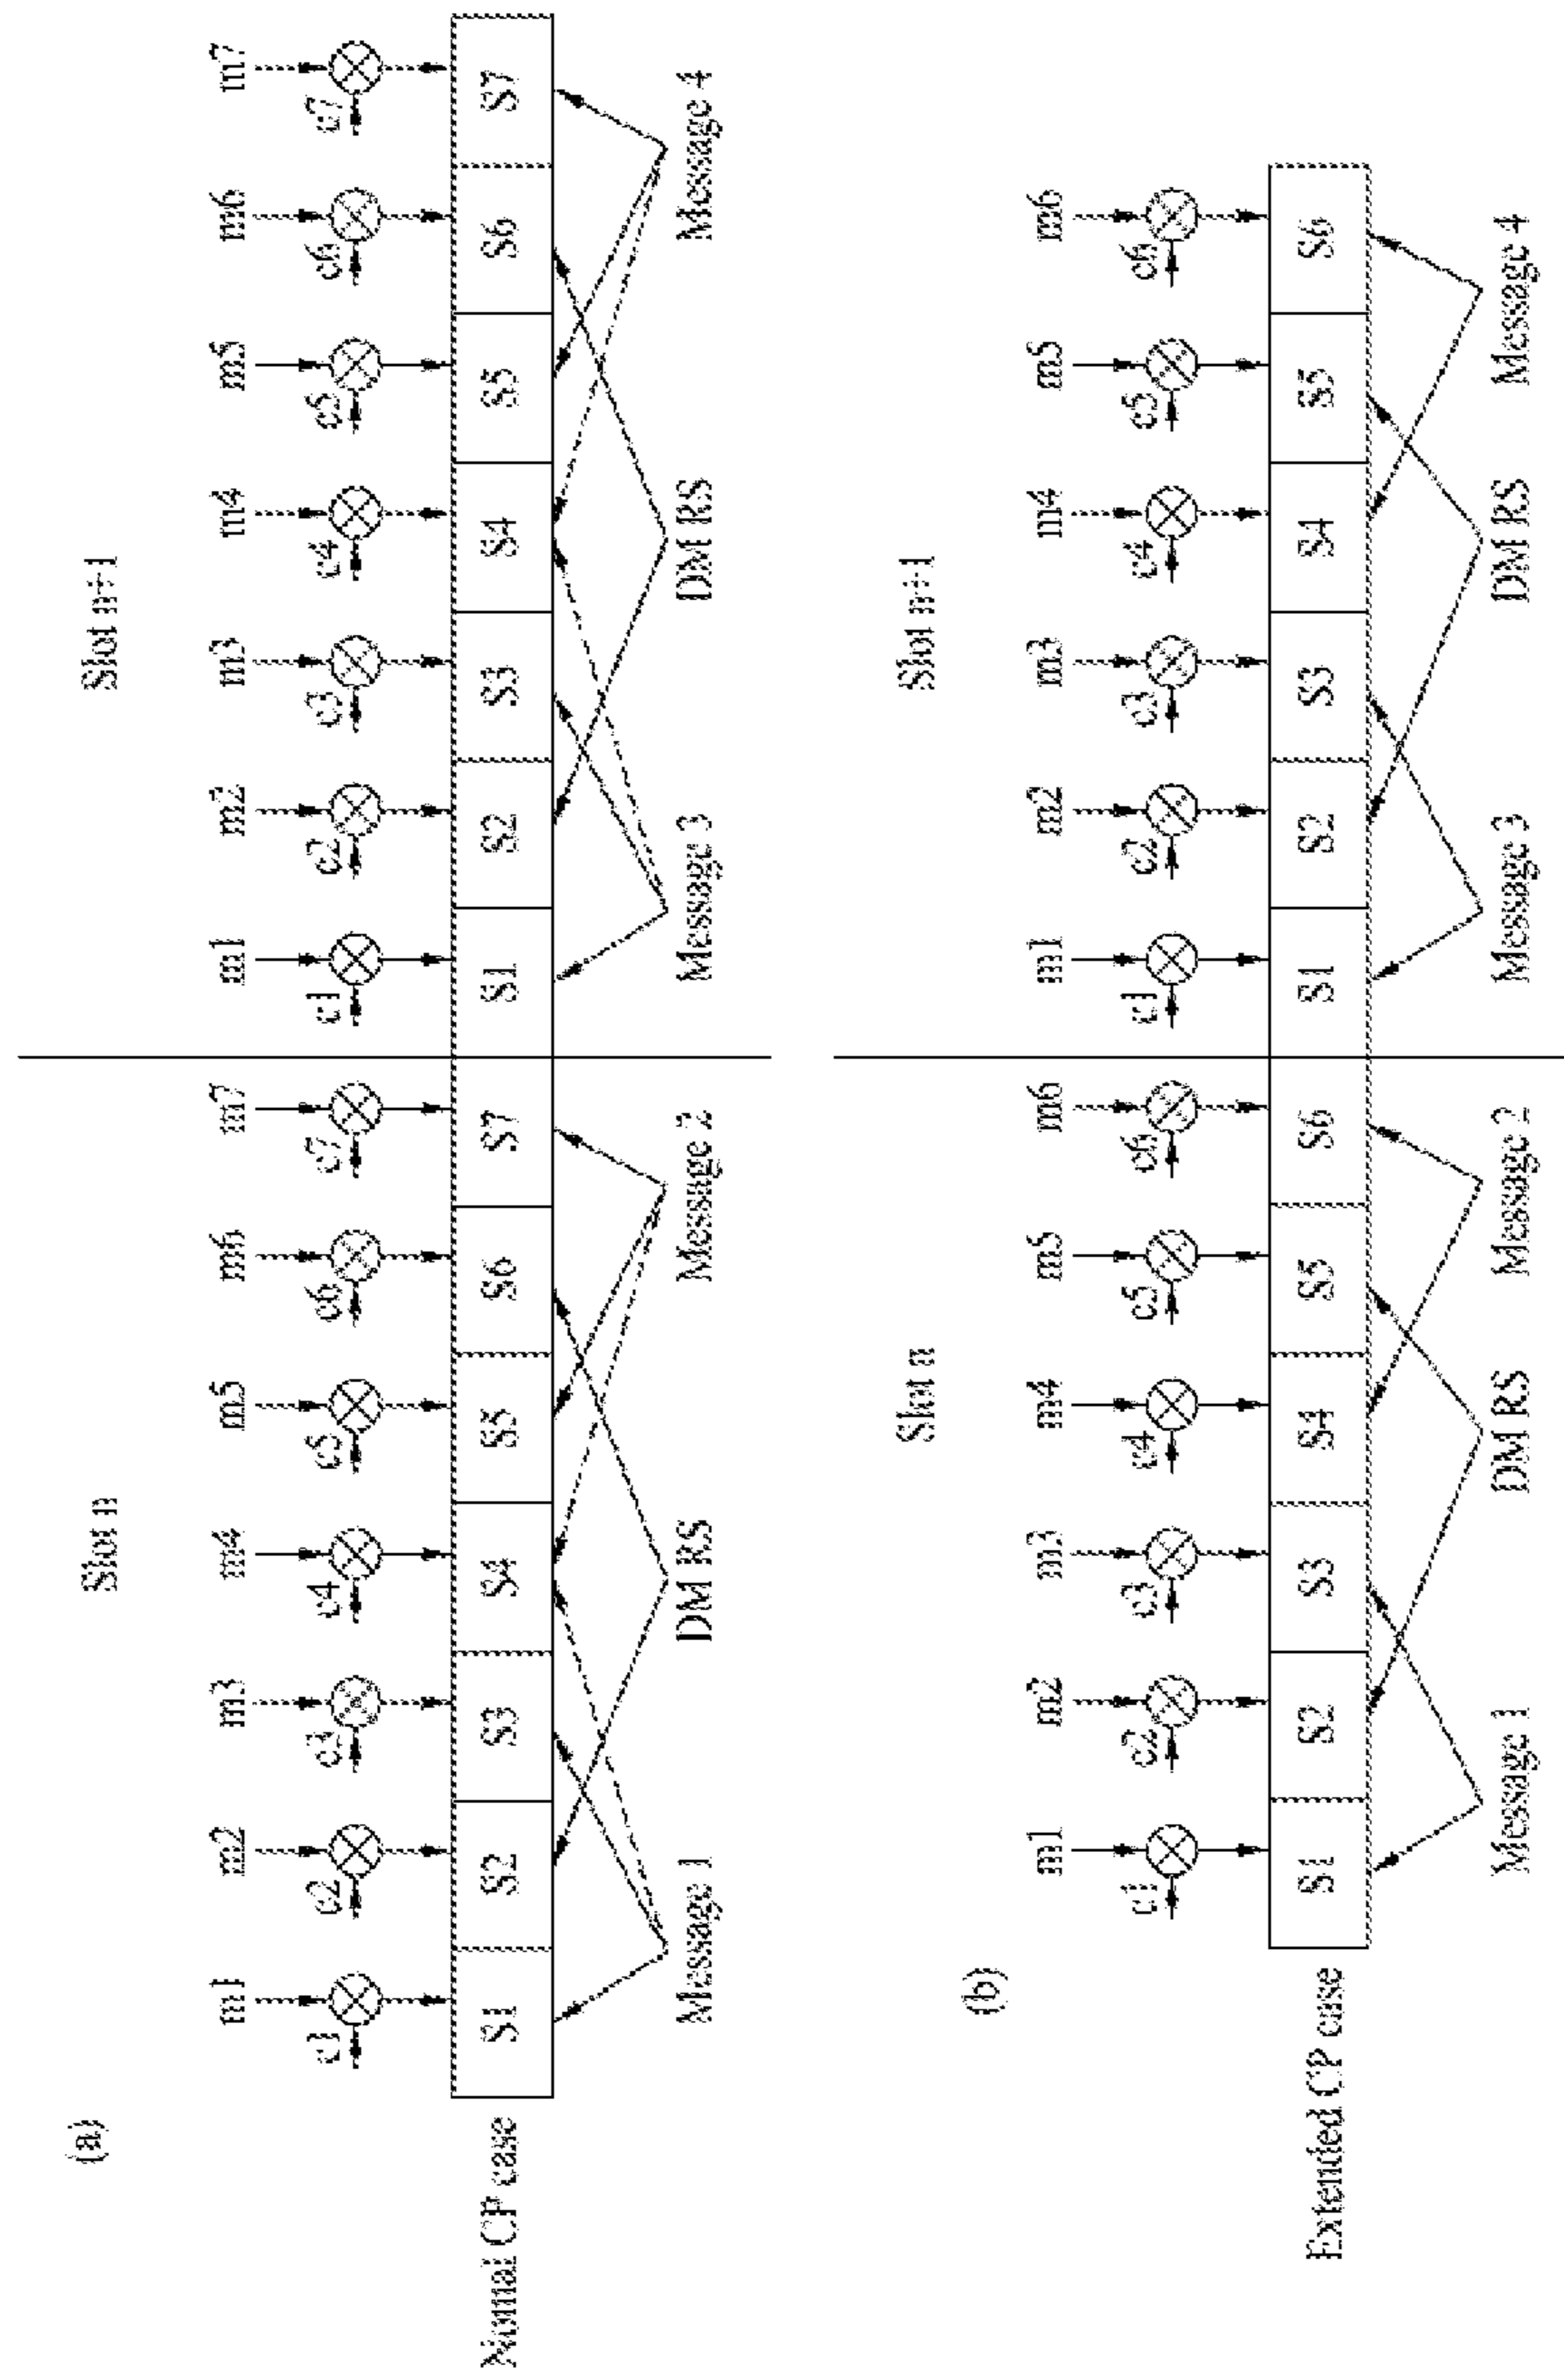 (a)
Slot n
Slot n+1
m1 m2 m3 m4 m5 m6 m7 m1 m2 m3 m4 m5 m6 m7
c1 c2 c3 c4 c5 c6 c7 c1 c2 c3 c4 c5 c6 c7
Normal CP case
S1 S2 S3 S4 S5 S6 S7 S1 S2 S3 S4 S5 S6 S7
Message 1 DM RS Message 2 Message 3 DM RS Message 4
(b)
Slot n
Slot n+1
m1 m2 m3 m4 m5 m6 m1 m2 m3 m4 m5 m6
c1 c2 c3 c4 c5 c6 c1 c2 c3 c4 c5 c6
Extended CP case
S1 S2 S3 S4 S5 S6 S1 S2 S3 S4 S5 S6
Message 1 DM RS Message 2 Message 3 DM RS Message 4